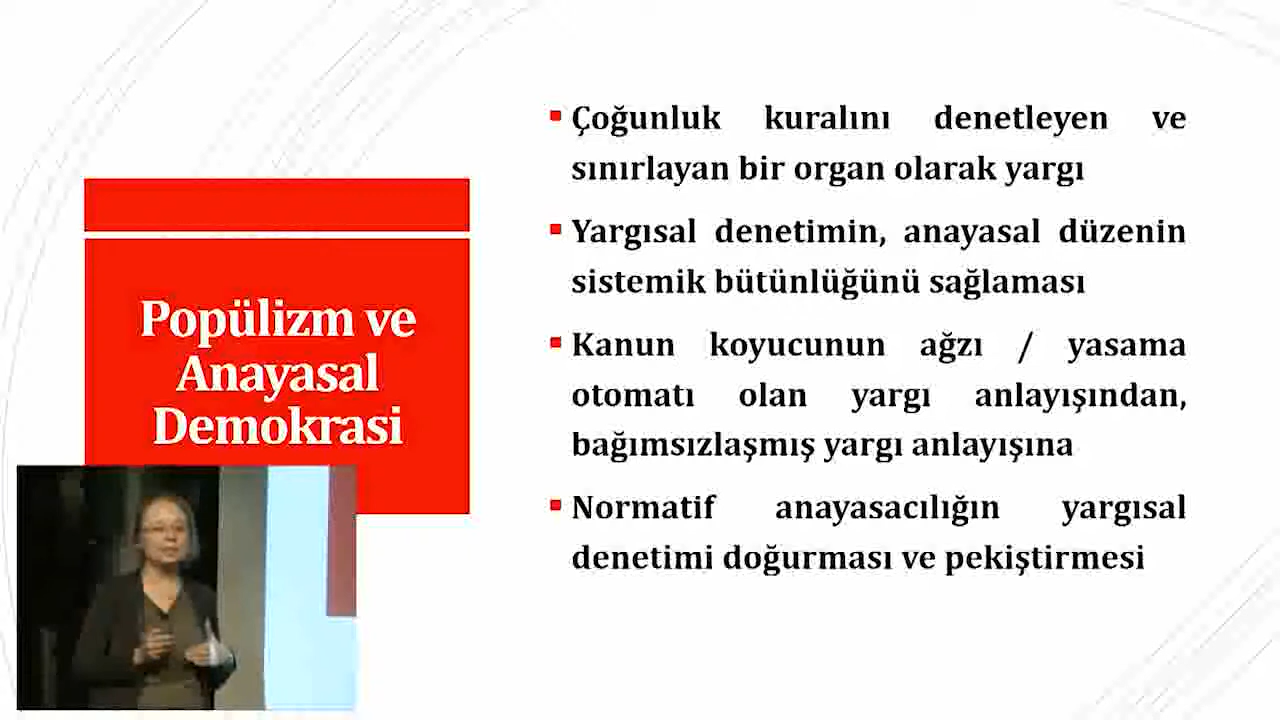 Popülizm ve
Anayasal
Demokrasi
Çoğunluk kuralını denetleyen ve
sınırlayan bir organ olarak yargı
Yargısal denetimin, anayasal düzenin
sistemik bütünlüğünü sağlaması
Kanun koyucunun ağzı / yasama
otomatı olan yargı anlayışından,
bağımsızlaşmış yargı anlayışına
Normatif anayasacılığın yargısal
denetimi doğurması ve pekiştirmesi